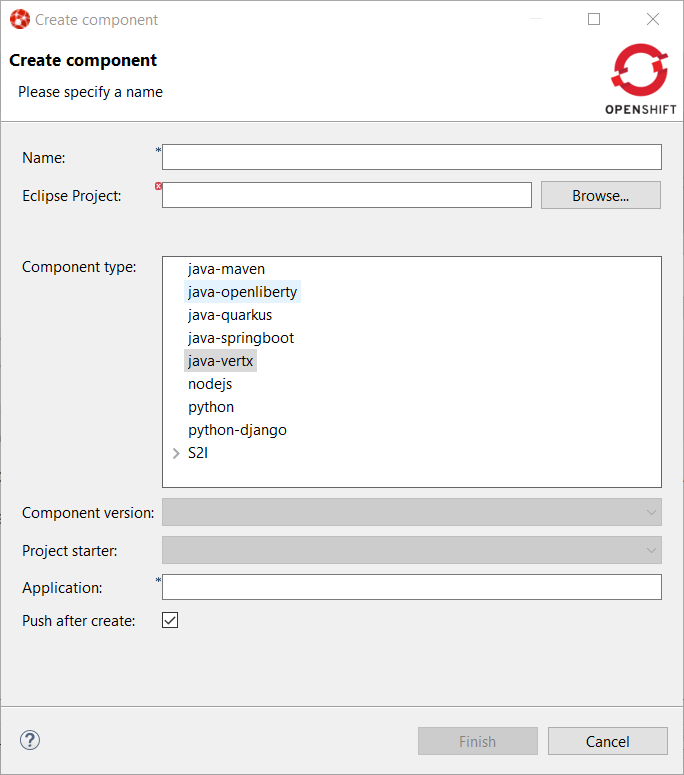 Create component
Create component
Please specify a name
OPENSHIFT
Name: *
Eclipse Project:
Browse...
Component type:
java-maven
java-openliberty
java-quarkus
java-springboot
java-vertx
nodejs
python
python-django
S2I
Component version:
Project starter:
Application: *
Push after create:
?
Finish
Cancel